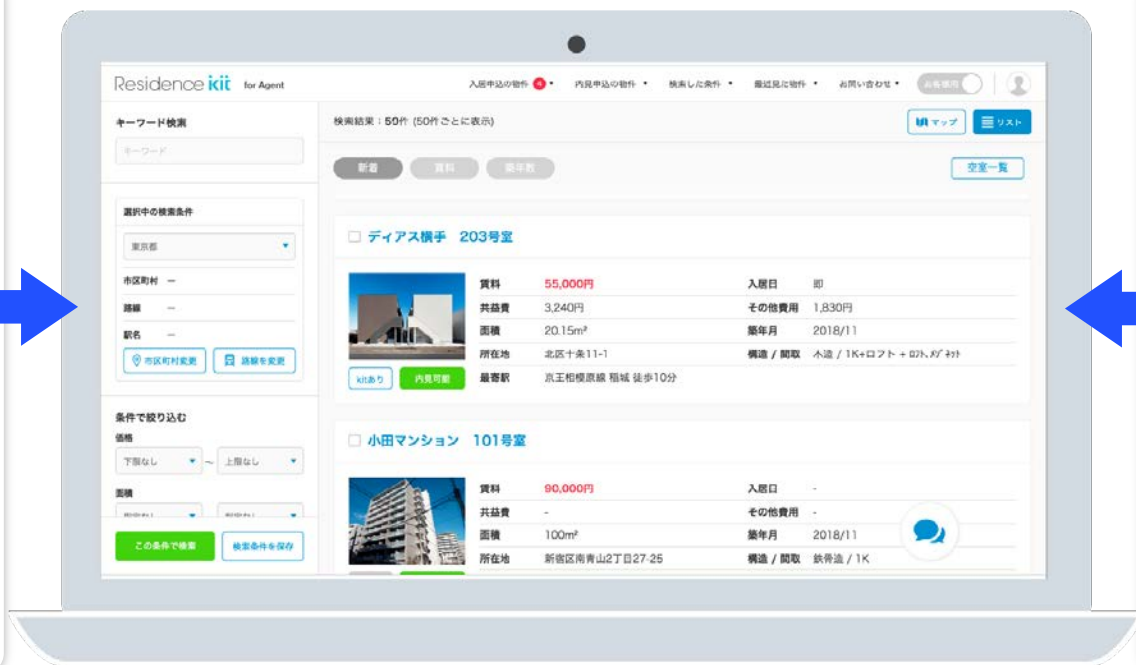 Residence kit for Agent
入居申込の物件 内見申込の物件 検索した条件 最近見た物件 お問い合わせ
キーワード検索
キーワード
検索結果：50件 (50件ごとに表示)
マップ
リスト
新着
賃料
築年数
空室一覧
選択中の検索条件
東京都
市区町村 −
路線 −
駅名 −
市区町村変更
路線を変更
条件で絞り込む
価格
下限なし ～ 上限なし
面積
この条件で検索
検索条件を保存
ディアス横手 203号室
賃料 55,000円 入居日 即
共益費 3,240円 その他費用 1,830円
面積 20.15m² 築年月 2018/11
所在地 北区十条11-1 構造 / 間取 木造 / 1K+ロフト + ﾛﾌﾄ､ﾒｿﾞﾈｯﾄ
最寄駅 京王相模原線 稲城 徒歩10分
kitあり
内見可能
小田マンション 101号室
賃料 90,000円 入居日 -
共益費 - その他費用 -
面積 100m² 築年月 2018/11
所在地 新宿区南青山2丁目27-25 構造 / 間取 鉄骨造 / 1K